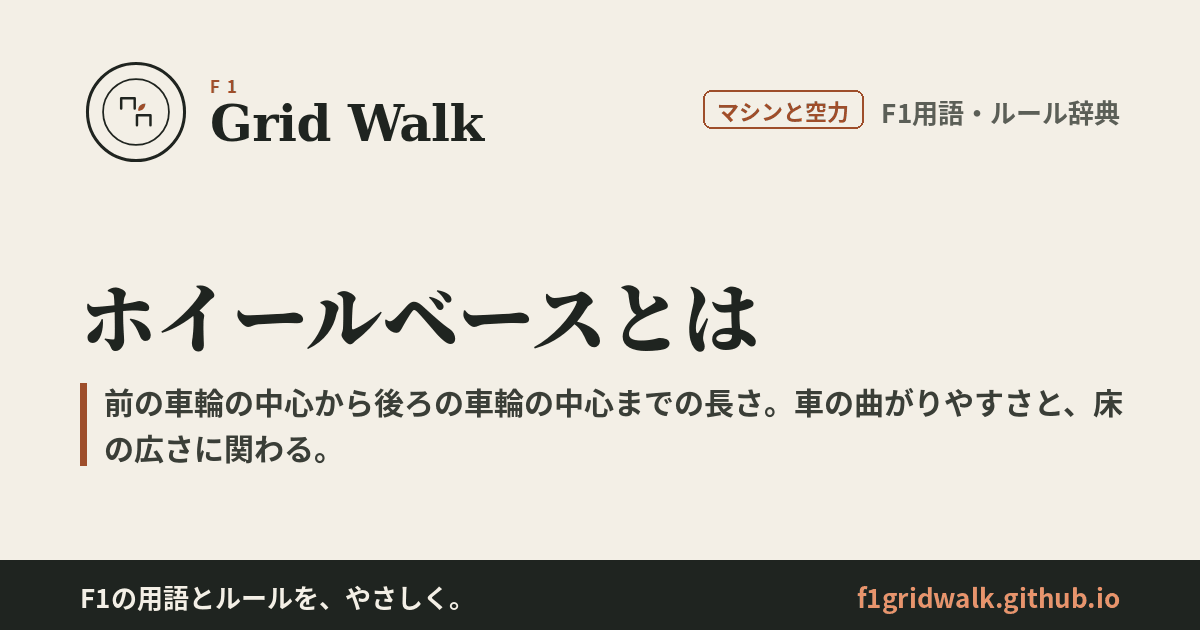 F1
Grid Walk
マシンと空力
F1用語・ルール辞典
ホイールベースとは
前の車輪の中心から後ろの車輪の中心までの長さ。車の曲がりやすさと、床
の広さに関わる。
F1の用語とルールを、やさしく。
f1gridwalk.github.io